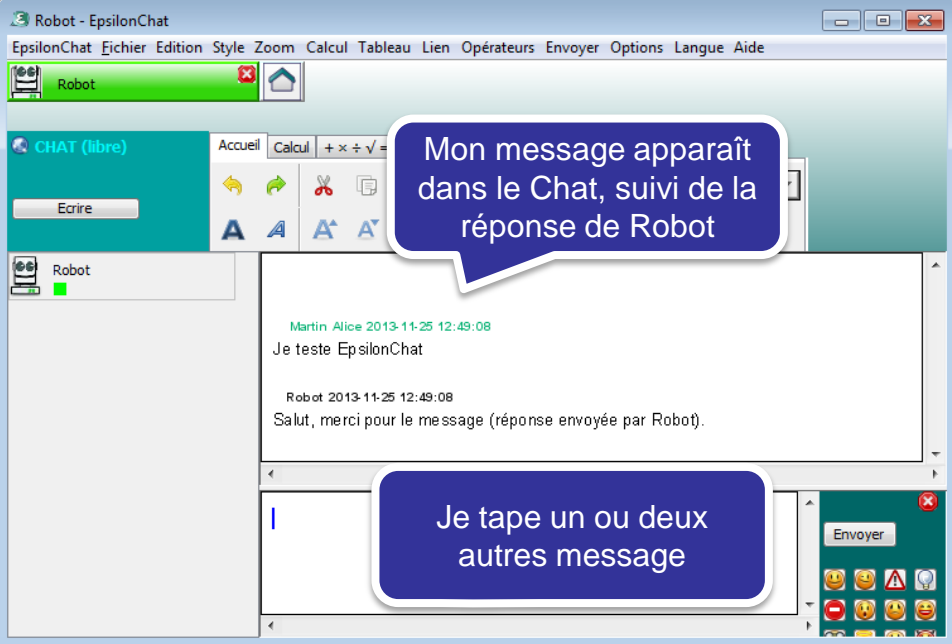 Robot - EpsilonChat
EpsilonChat Fichier Edition Style Zoom Calcul Tableau Lien Opérateurs Envoyer Options Langue Aide
Robot
CHAT (libre)
Accueil Calcul + × ÷ √ =
Ecrire
A A A A
Mon message apparaît
dans le Chat, suivi de la
réponse de Robot
Robot
Martin Alice 2013-11-25 12:49:08
Je teste EpsilonChat
Robot 2013-11-25 12:49:08
Salut, merci pour le message (réponse envoyée par Robot).
Je tape un ou deux
autres message
Envoyer